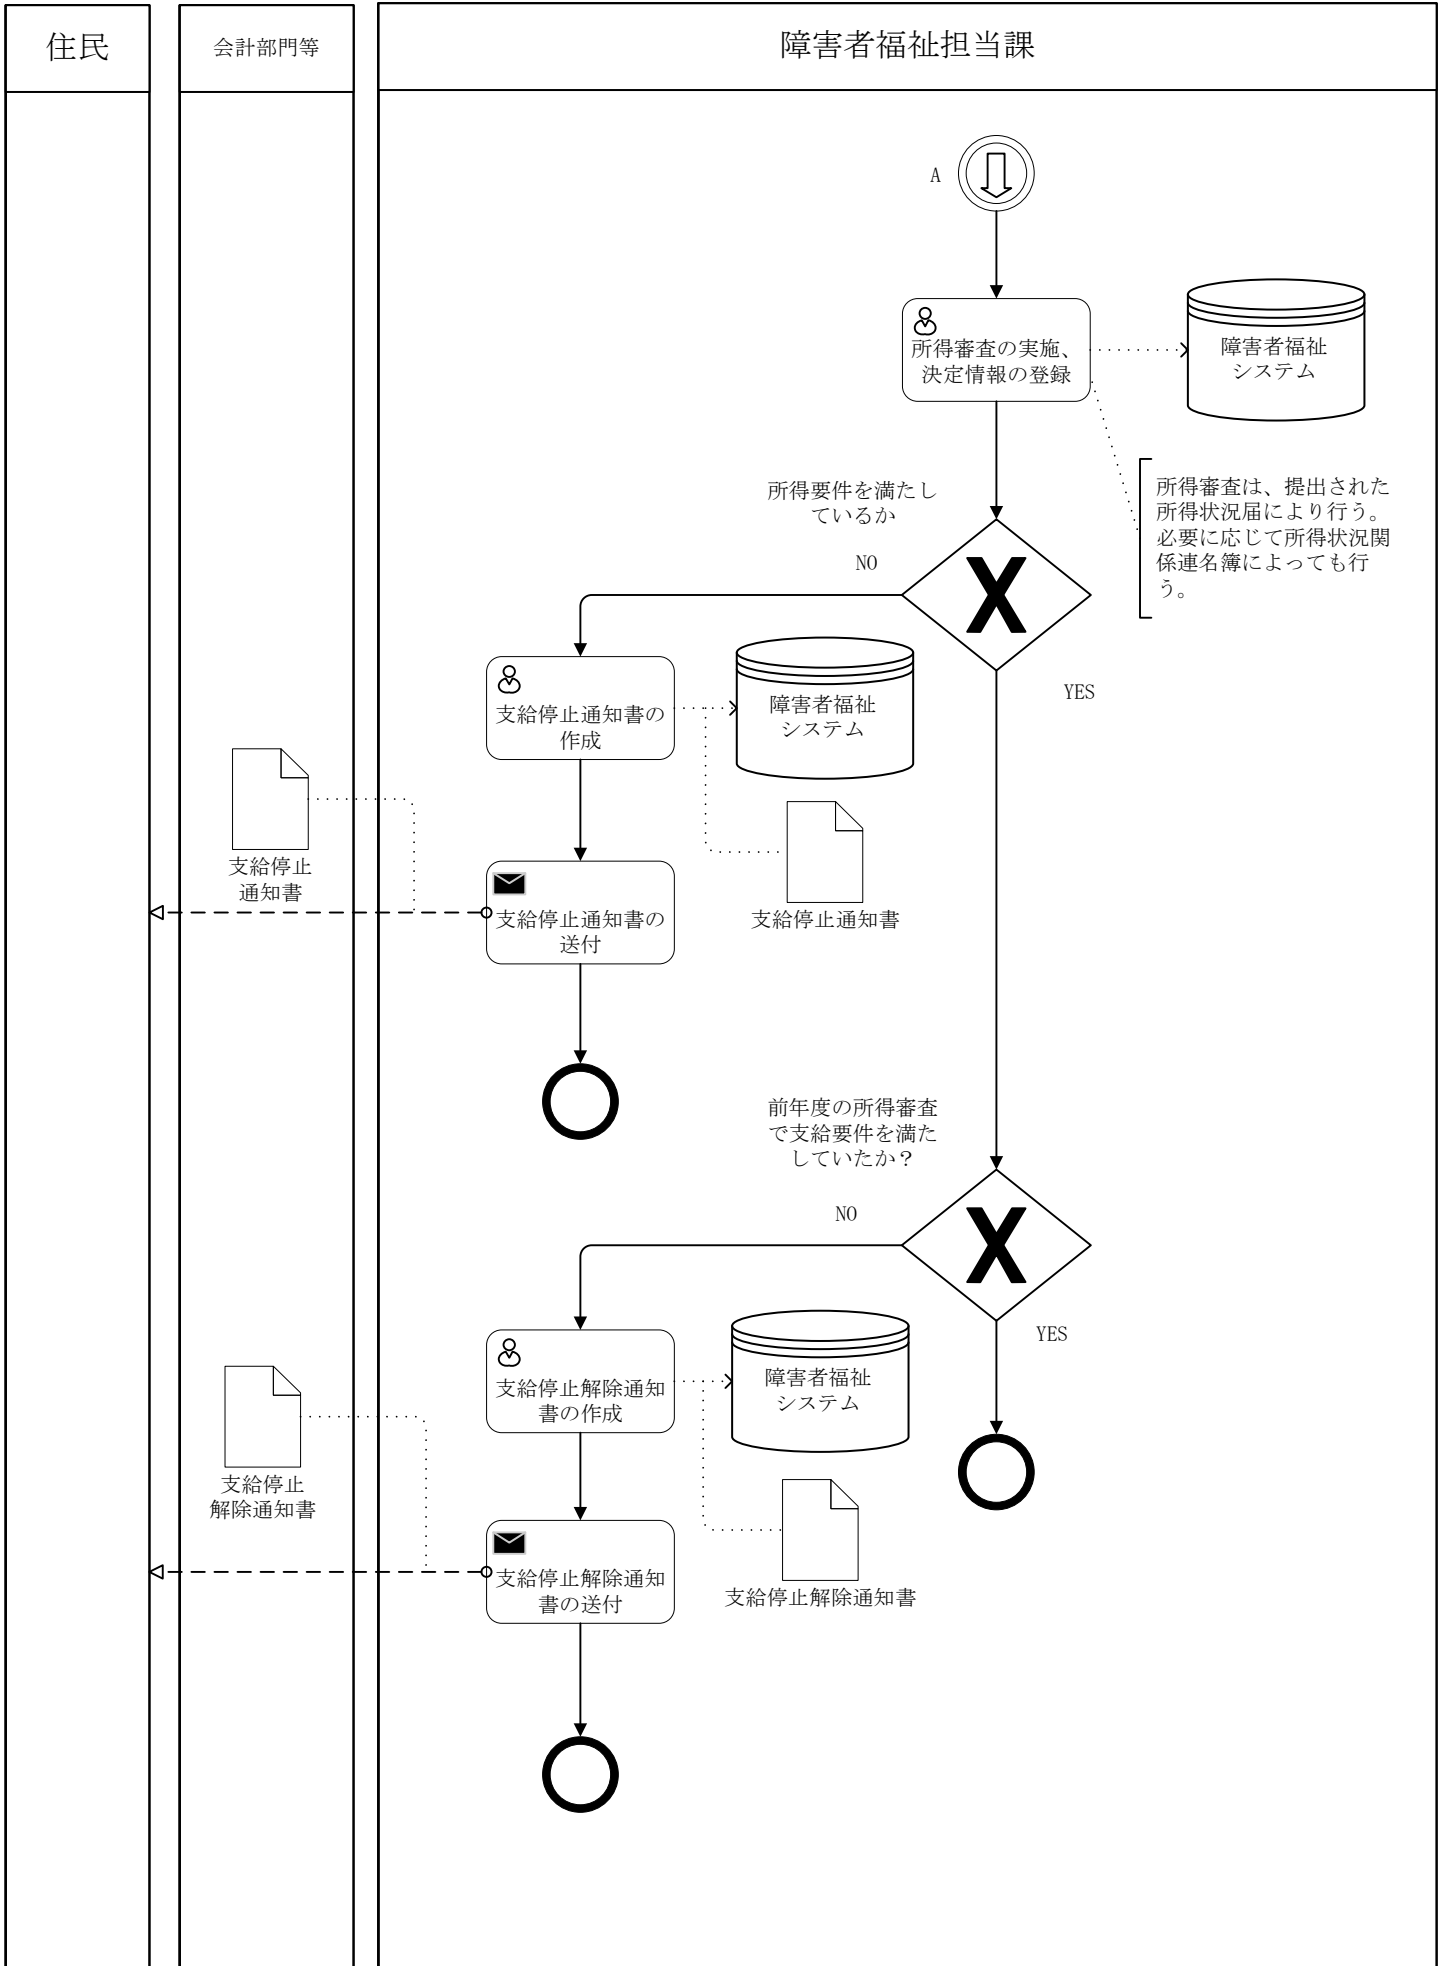 住民
会計部門等
障害者福祉担当課
A
所得審査の実施、
決定情報の登録
障害者福祉
システム
所得要件を満たし
ているか
所得審査は、提出された
所得状況届により行う。
必要に応じて所得状況関
係連名簿によっても行
う。
NO
YES
支給停止通知書の
作成
障害者福祉
システム
支給停止
通知書
支給停止通知書の
送付
支給停止通知書
前年度の所得審査
で支給要件を満た
していたか？
NO
YES
支給停止解除通知
書の作成
障害者福祉
システム
支給停止
解除通知書
支給停止解除通知
書の送付
支給停止解除通知書